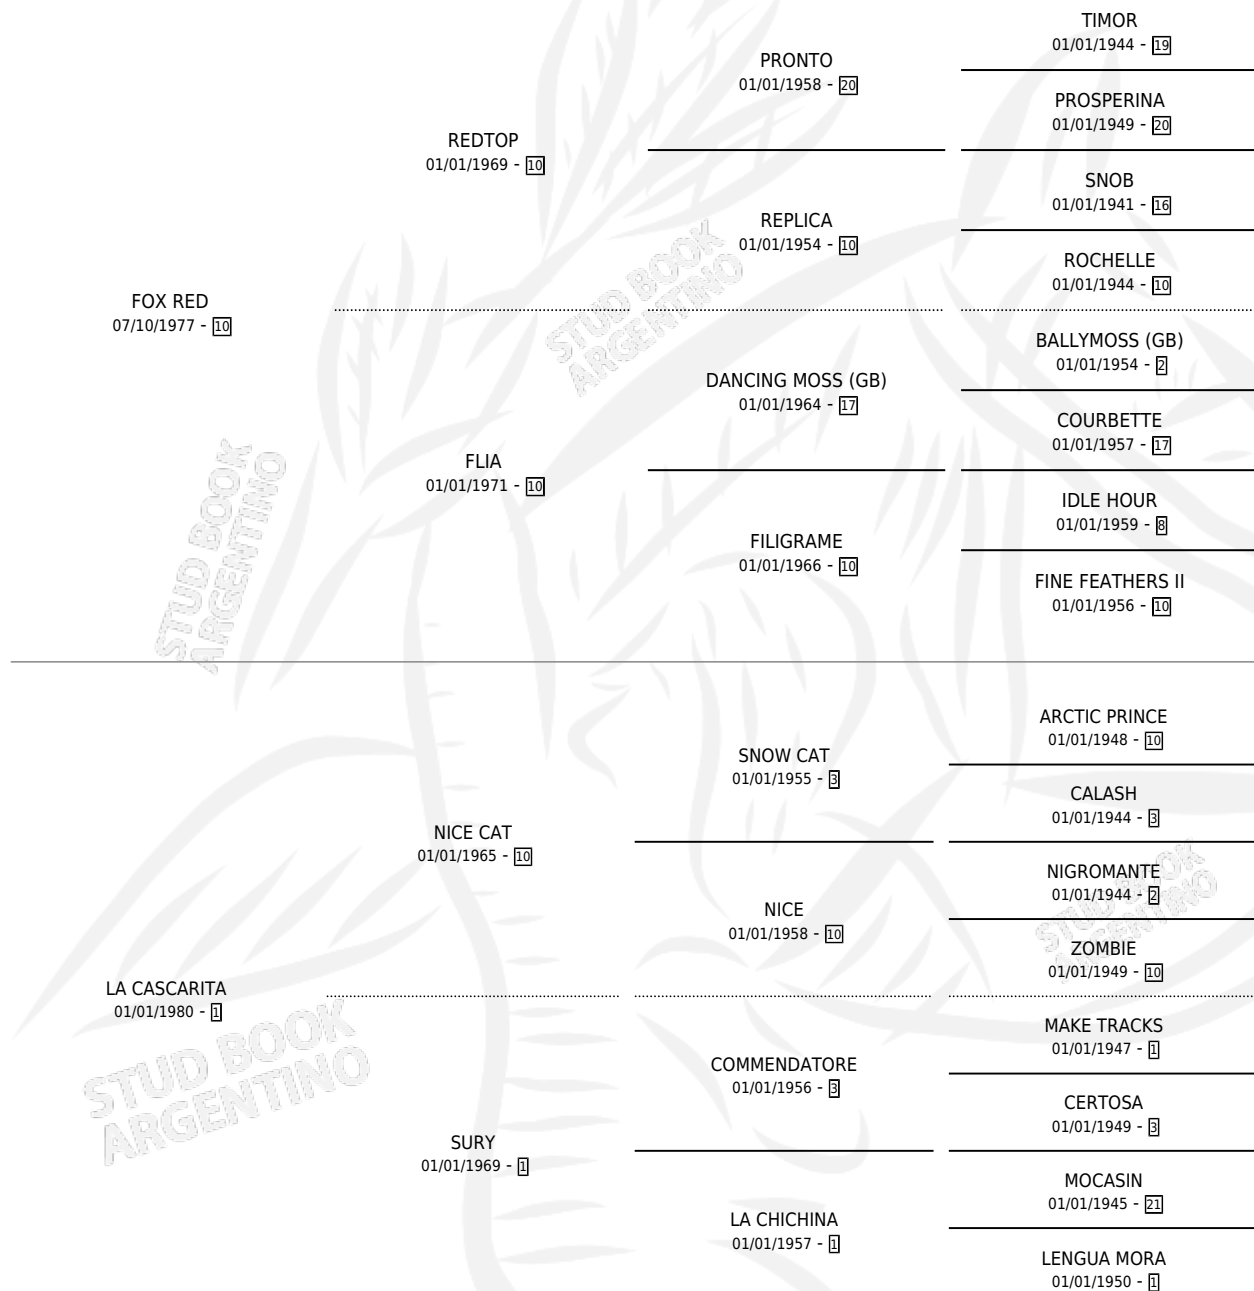 TIMOR
01/01/1944 - 19
PRONTO
01/01/1958 - 20
PROSPERINA
01/01/1949 - 20
REDTOP
01/01/1969 - 10
SNOB
01/01/1941 - 16
REPLICA
01/01/1954 - 10
ROCHELLE
01/01/1944 - 10
FOX RED
07/10/1977 - 10
BALLYMOSS (GB)
01/01/1954 - 2
DANCING MOSS (GB)
01/01/1964 - 17
COURBETTE
01/01/1957 - 17
FLIA
01/01/1971 - 10
IDLE HOUR
01/01/1959 - 8
FILIGRAME
01/01/1966 - 10
FINE FEATHERS II
01/01/1956 - 10
ARCTIC PRINCE
01/01/1948 - 10
SNOW CAT
01/01/1955 - 3
CALASH
01/01/1944 - 3
NICE CAT
01/01/1965 - 10
NIGROMANTE
01/01/1944 - 2
NICE
01/01/1958 - 10
ZOMBIE
01/01/1949 - 10
LA CASCARITA
01/01/1980 - 1
MAKE TRACKS
01/01/1947 - 1
COMMENDATORE
01/01/1956 - 3
CERTOSA
01/01/1949 - 3
SURY
01/01/1969 - 1
MOCASIN
01/01/1945 - 21
LA CHICHINA
01/01/1957 - 1
LENGUA MORA
01/01/1950 - 1
STUD BOOK
ARGENTINO
STUD BOOK
ARGENTINO
STUD BOOK
ARGENTINO
STUD BOOK
ARGENTINO